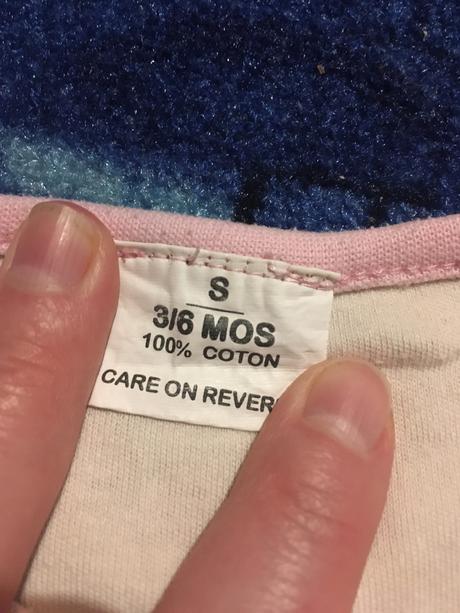 S
3/6 MOS
100% COTON
CARE ON REVER